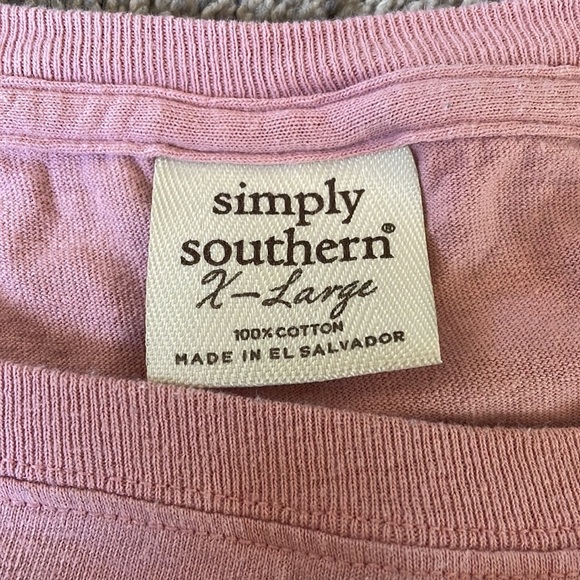 simply
southern®
X-Large
100% COTTON
MADE IN EL SALVADOR